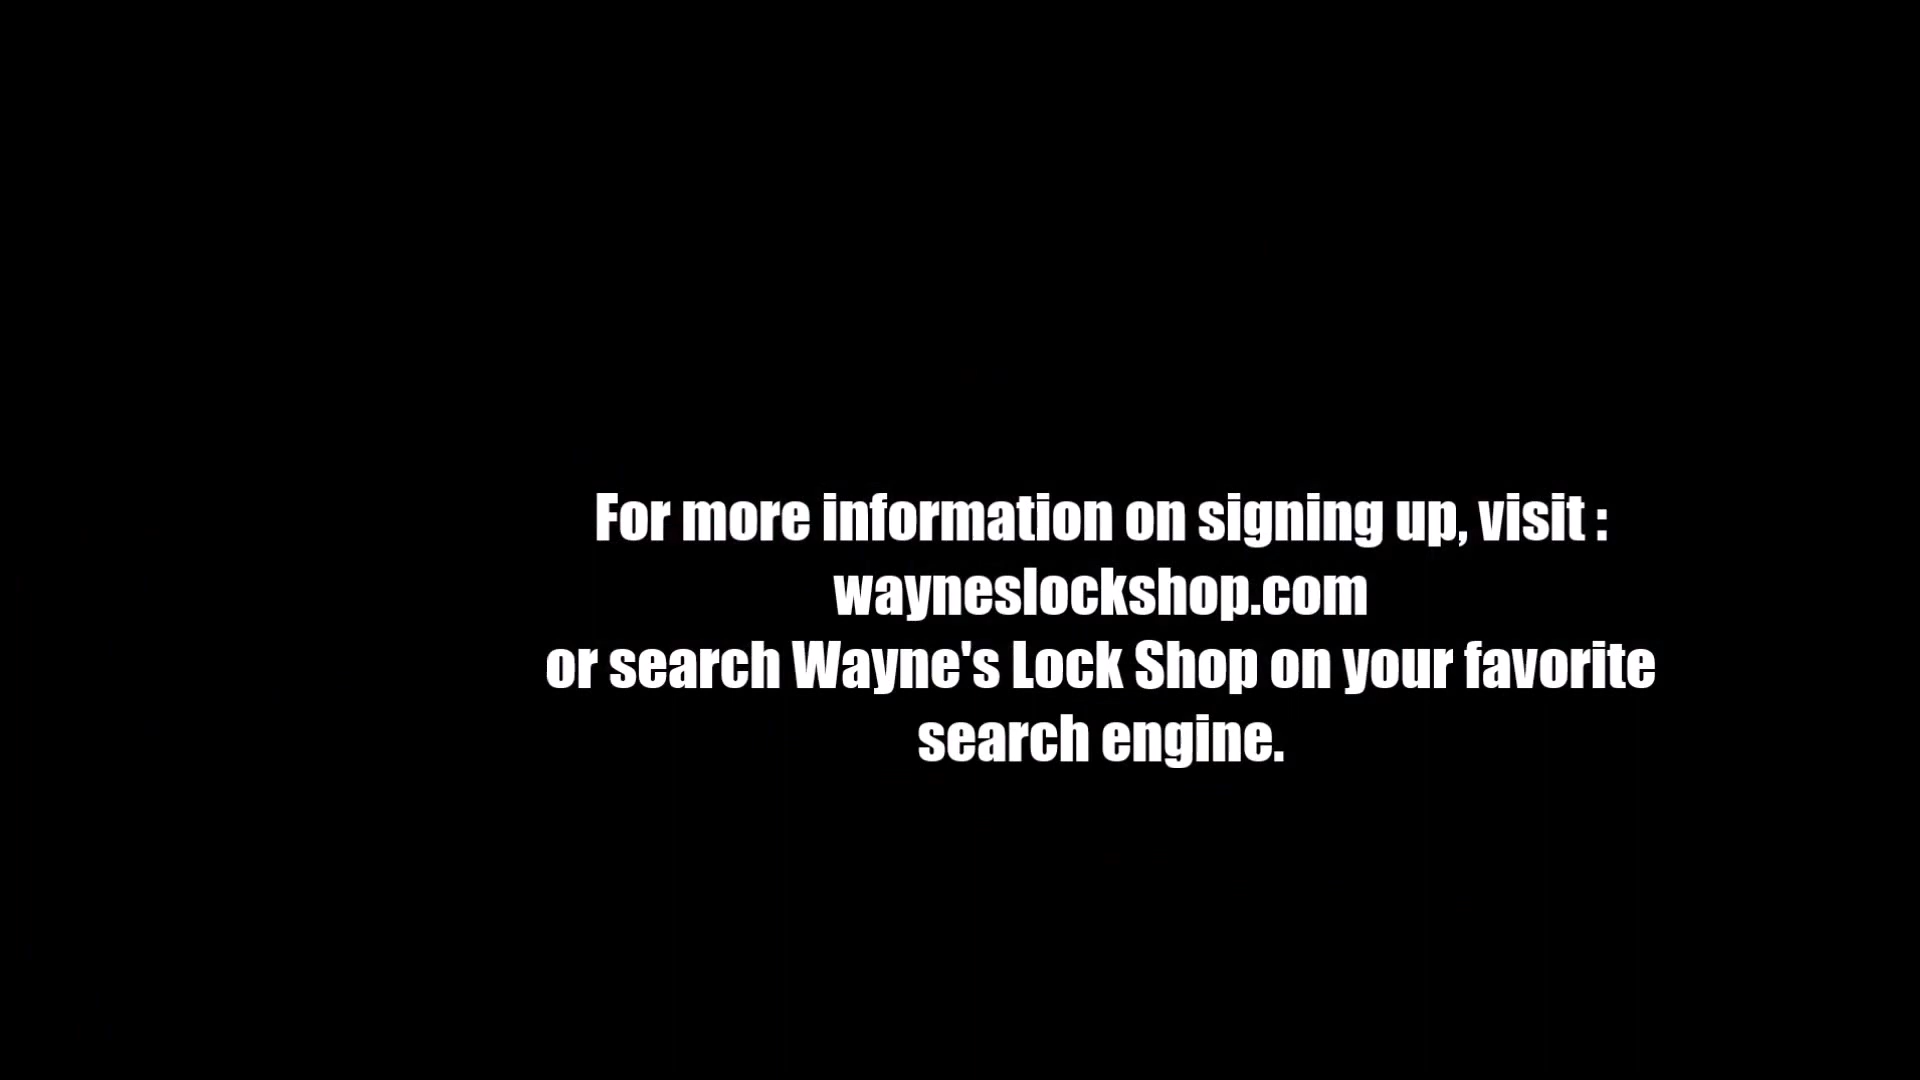 For more information on signing up, visit :
wayneslockshop.com
or search Wayne's Lock Shop on your favorite
search engine.